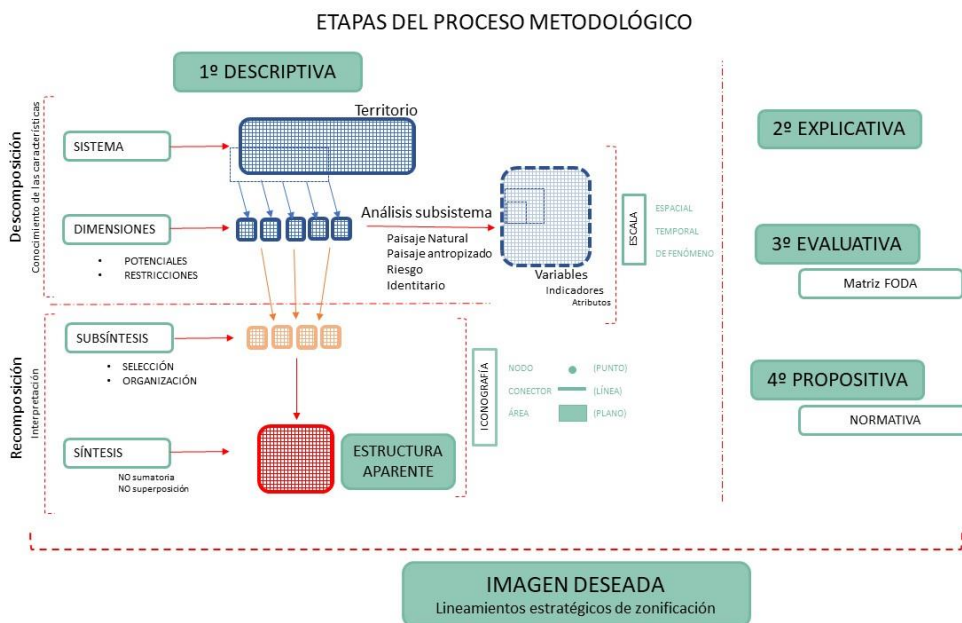 ETAPAS DEL PROCESO METODOLÓGICO
1º DESCRIPTIVA
Descomposición
Conocimiento de las características
SISTEMA
Territorio
DIMENSIONES
• POTENCIALES
• RESTRICCIONES
Análisis subsistema
Paisaje Natural
Paisaje antropizado
Riesgo
Identitario
Variables
Indicadores
Atributos
ESCALA
ESPACIAL
TEMPORAL
DE FENÓMENO
Recomposición
Interpretación
SUBSÍNTESIS
• SELECCIÓN
• ORGANIZACIÓN
SÍNTESIS
NO sumatoria
NO superposición
ESTRUCTURA
APARENTE
ICONOGRAFÍA
NODO (PUNTO)
CONECTOR (LÍNEA)
ÁREA (PLANO)
2º EXPLICATIVA
3º EVALUATIVA
Matriz FODA
4º PROPOSITIVA
NORMATIVA
IMAGEN DESEADA
Lineamientos estratégicos de zonificación